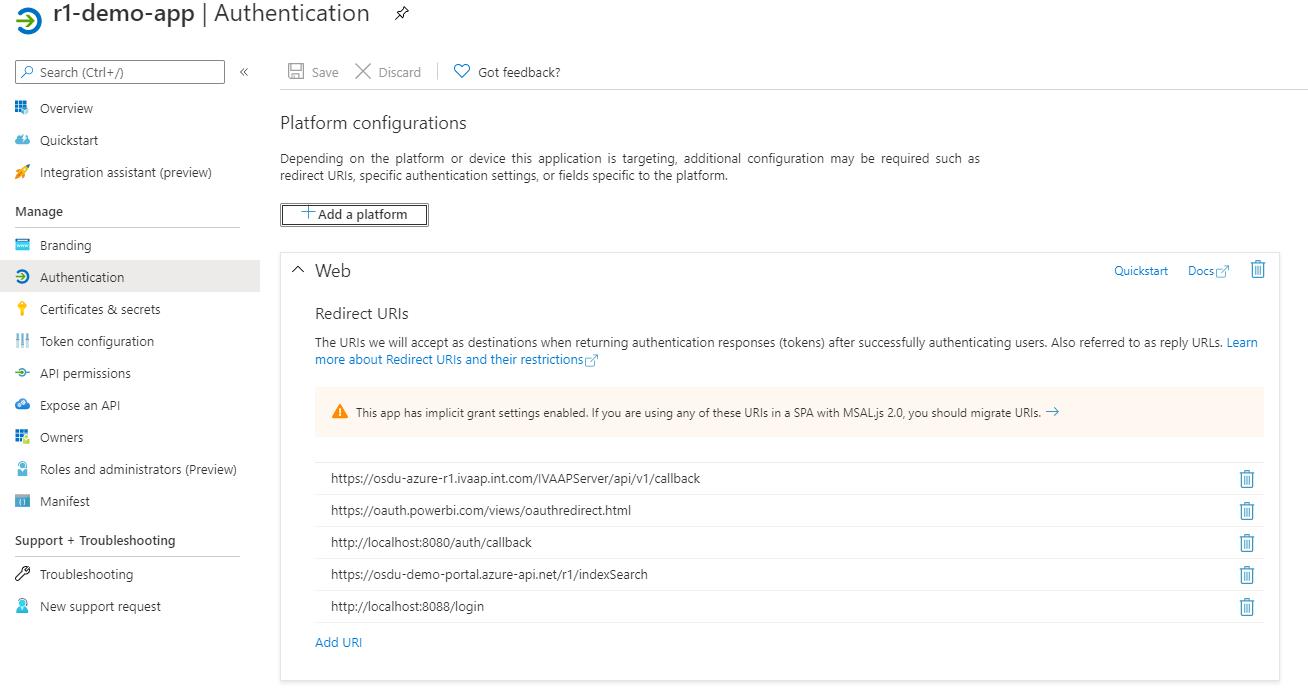 r1-demo-app | Authentication
Search (Ctrl+/)
«
Save
Discard
Got feedback?
Overview
Quickstart
Integration assistant (preview)
Manage
Branding
Authentication
Certificates & secrets
Token configuration
API permissions
Expose an API
Owners
Roles and administrators (Preview)
Manifest
Support + Troubleshooting
Troubleshooting
New support request
Platform configurations
Depending on the platform or device this application is targeting, additional configuration may be required such as
redirect URIs, specific authentication settings, or fields specific to the platform.
+ Add a platform
Web
Quickstart
Docs
Redirect URIs
The URIs we will accept as destinations when returning authentication responses (tokens) after successfully authenticating users. Also referred to as reply URLs. Learn
more about Redirect URIs and their restrictions
This app has implicit grant settings enabled. If you are using any of these URIs in a SPA with MSAL.js 2.0, you should migrate URIs. →
https://osdu-azure-r1.ivaap.int.com/IVAAPServer/api/v1/callback
https://oauth.powerbi.com/views/oauthredirect.html
http://localhost:8080/auth/callback
https://osdu-demo-portal.azure-api.net/r1/indexSearch
http://localhost:8088/login
Add URI